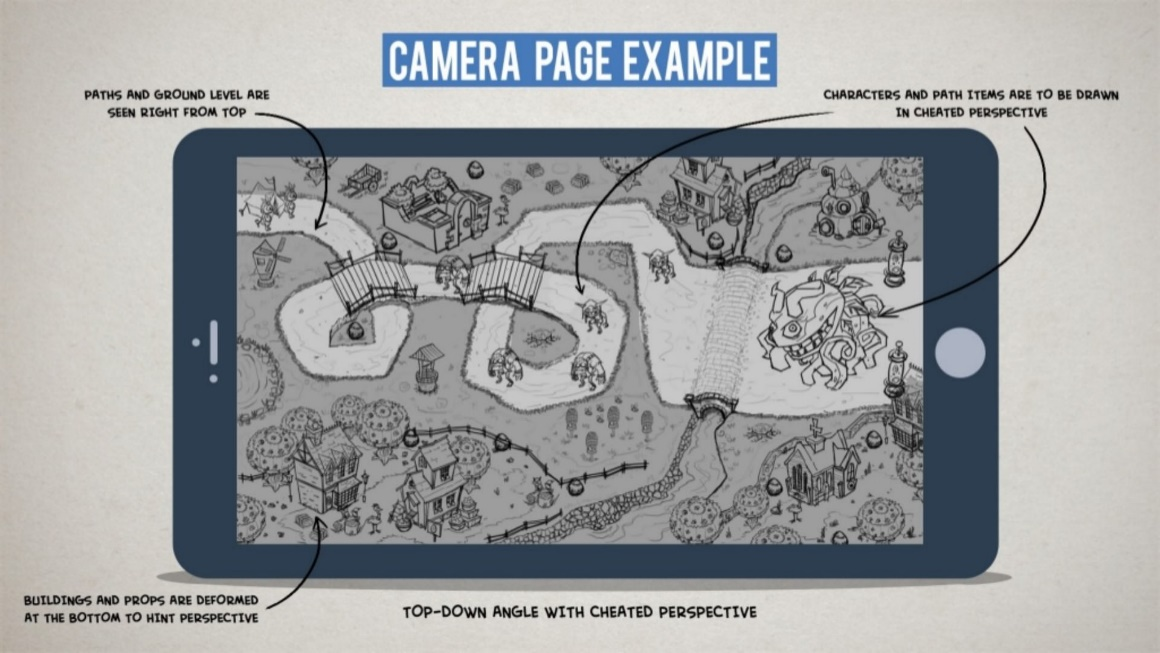 CAMERA PAGE EXAMPLE
PATHS AND GROUND LEVEL ARE
SEEN RIGHT FROM TOP
CHARACTERS AND PATH ITEMS ARE TO BE DRAWN
IN CHEATED PERSPECTIVE
BUILDINGS AND PROPS ARE DEFORMED
AT THE BOTTOM TO HINT PERSPECTIVE
TOP-DOWN ANGLE WITH CHEATED PERSPECTIVE